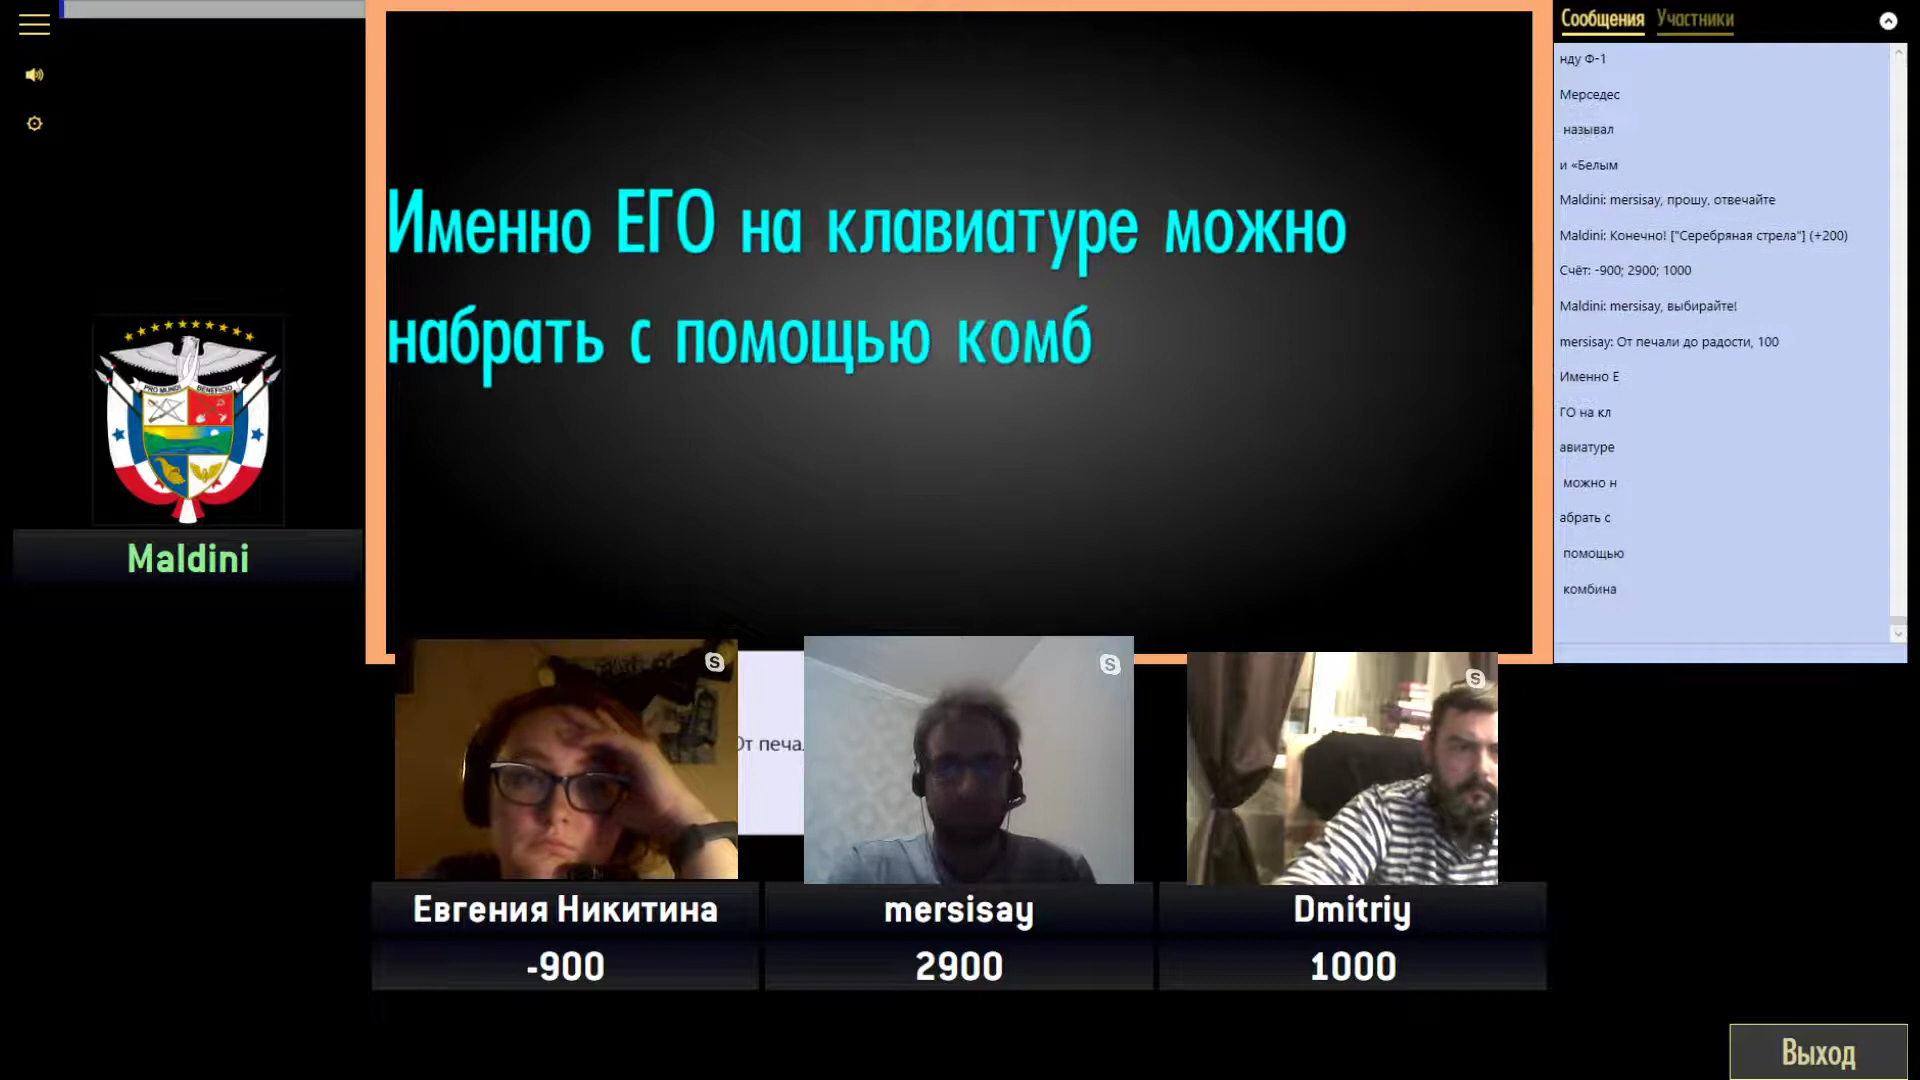 Именно ЕГО на клавиатуре можно
набрать с помощью комб
Сообщения Участники
нду Ф-1
Мерседес
называл
и «Белым
Maldini: mersisay, прошу, отвечайте
Maldini: Конечно! ["Серебряная стрела"] (+200)
Счёт: -900; 2900; 1000
Maldini: mersisay, выбирайте!
mersisay: От печали до радости, 100
Именно Е
ГО на кл
авиатуре
можно н
абрать с
помощью
комбина
PRO MUNDI BENEFICIO
Maldini
От печа
S
S
S
Евгения Никитина
-900
mersisay
2900
Dmitriy
1000
Выход